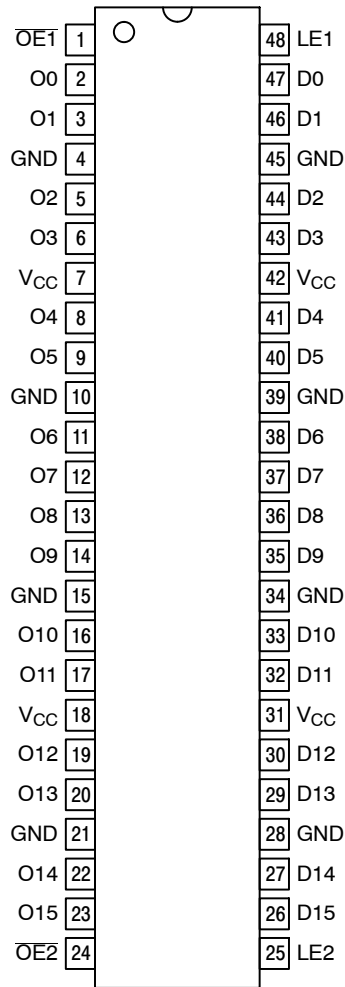 O̅E̅1̅ 1 48 LE1
O0 2 47 D0
O1 3 46 D1
GND 4 45 GND
O2 5 44 D2
O3 6 43 D3
VCC 7 42 VCC
O4 8 41 D4
O5 9 40 D5
GND 10 39 GND
O6 11 38 D6
O7 12 37 D7
O8 13 36 D8
O9 14 35 D9
GND 15 34 GND
O10 16 33 D10
O11 17 32 D11
VCC 18 31 VCC
O12 19 30 D12
O13 20 29 D13
GND 21 28 GND
O14 22 27 D14
O15 23 26 D15
O̅E̅2̅ 24 25 LE2